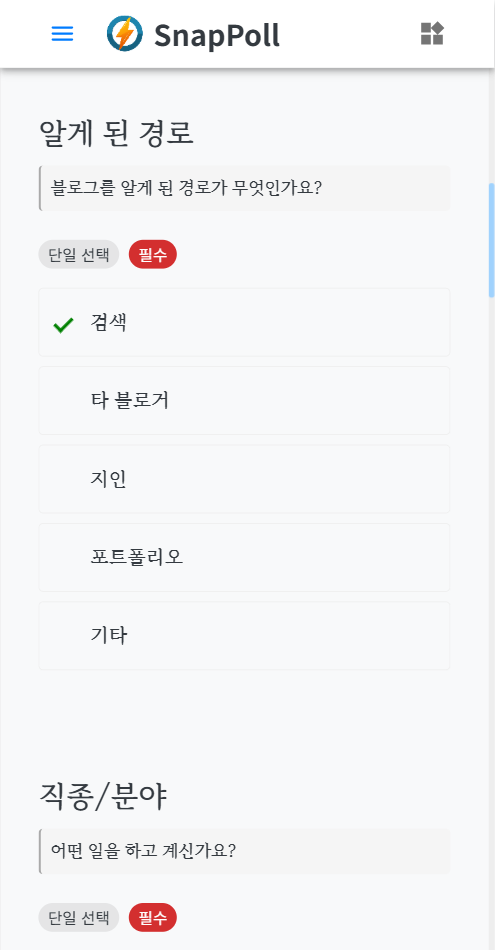 SnapPoll
알게 된 경로
블로그를 알게 된 경로가 무엇인가요?
단일 선택 필수
검색
타 블로거
지인
포트폴리오
기타
직종/분야
어떤 일을 하고 계신가요?
단일 선택 필수